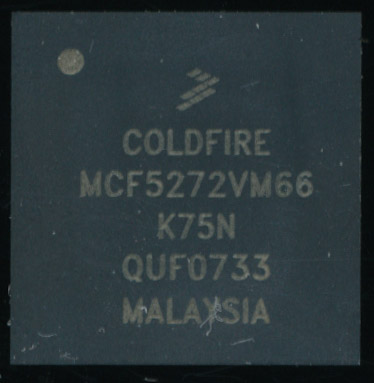 COLDFIRE
MCF5272VM66
K75N
QUF0733
MALAYSIA